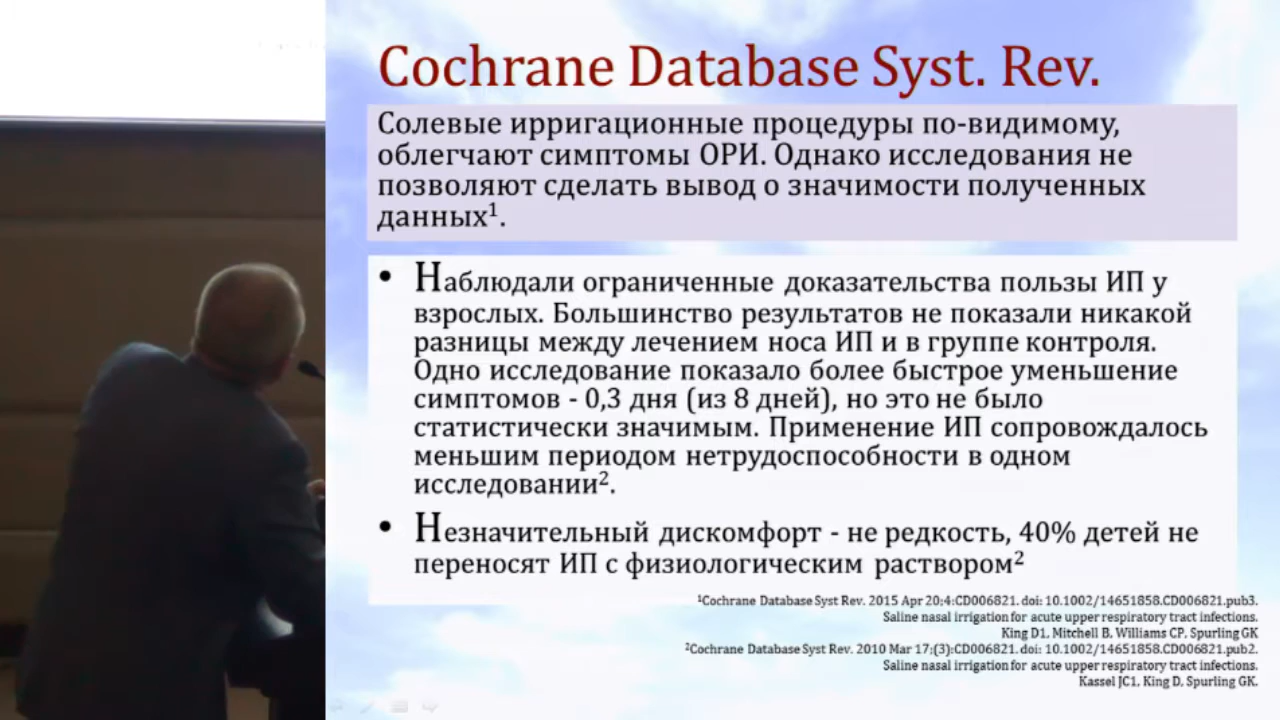 Cochrane Database Syst. Rev.
Солевые ирригационные процедуры по-видимому,
облегчают симптомы ОРИ. Однако исследования не
позволяют сделать вывод о значимости полученных
данных¹.
• Наблюдали ограниченные доказательства пользы ИП у
взрослых. Большинство результатов не показали никакой
разницы между лечением носа ИП и в группе контроля.
Одно исследование показало более быстрое уменьшение
симптомов - 0,3 дня (из 8 дней), но это не было
статистически значимым. Применение ИП сопровождалось
меньшим периодом нетрудоспособности в одном
исследовании².
• Незначительный дискомфорт - не редкость, 40% детей не
переносят ИП с физиологическим раствором²
¹Cochrane Database Syst Rev. 2015 Apr 20;4:CD006821. doi: 10.1002/14651858.CD006821.pub3.
Saline nasal irrigation for acute upper respiratory tract infections.
King D1, Mitchell B, Williams CP, Spurling GK
²Cochrane Database Syst Rev. 2010 Mar 17;(3):CD006821. doi: 10.1002/14651858.CD006821.pub2.
Saline nasal irrigation for acute upper respiratory tract infections.
Kassel JC1, King D, Spurling GK.